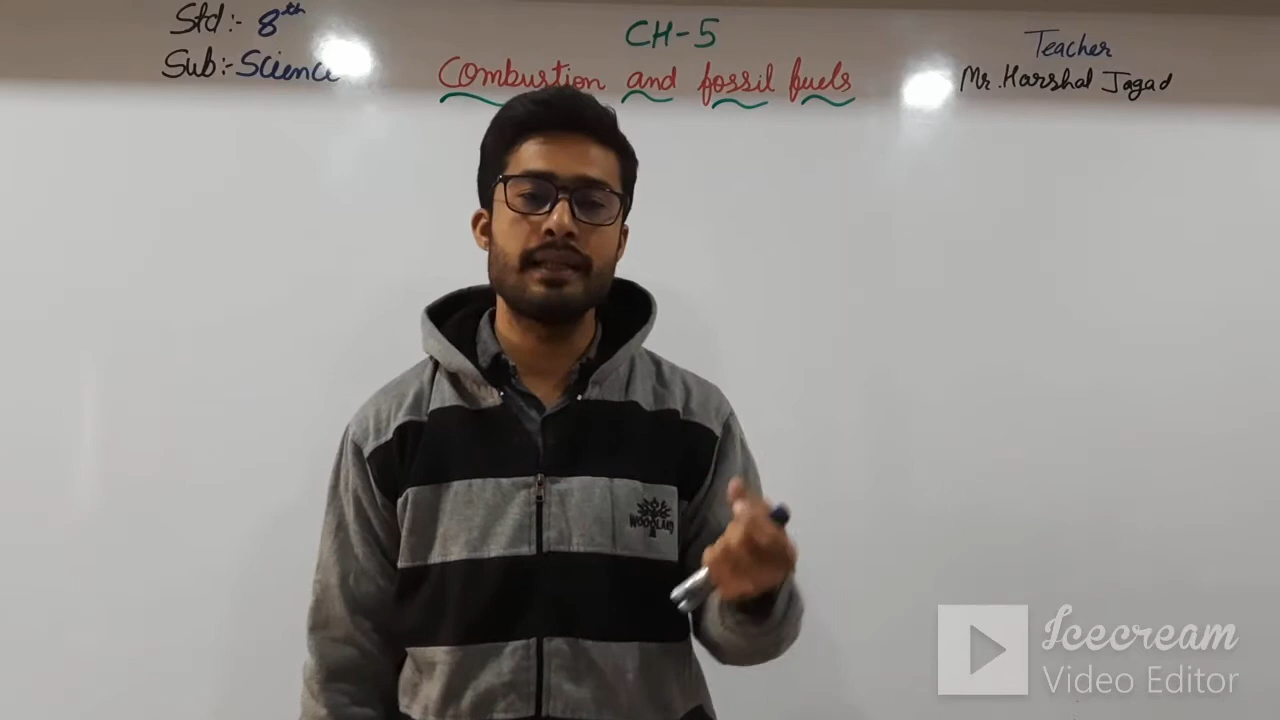 Std:- 8th
Sub:- Science
CH-5
Combustion and fossil fuels
Teacher
Mr. Harshal Jagad
WOODLAND
Icecream
Video Editor